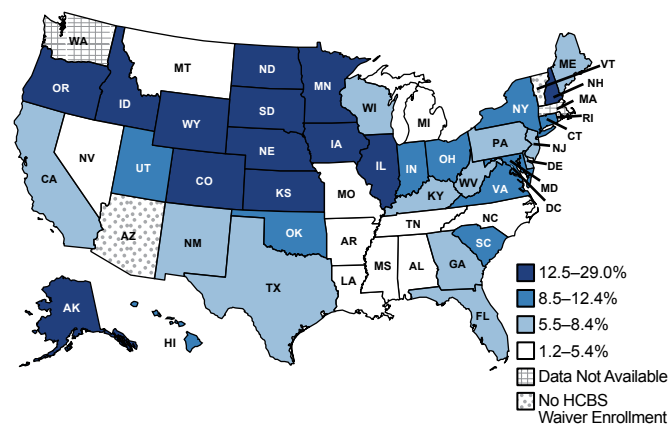 WA
ME
VT
MT
ND
MN
NH
OR
ID
SD
WI
NY
MA
WY
MI
RI
CT
NE
IA
PA
NJ
NV
UT
IL
IN
OH
DE
CA
CO
KS
MO
KY
WV
VA
MD
DC
AZ
NM
OK
AR
TN
NC
SC
TX
LA
MS
AL
GA
FL
AK
HI
12.5–29.0%
8.5–12.4%
5.5–8.4%
1.2–5.4%
Data Not Available
No HCBS
Waiver Enrollment